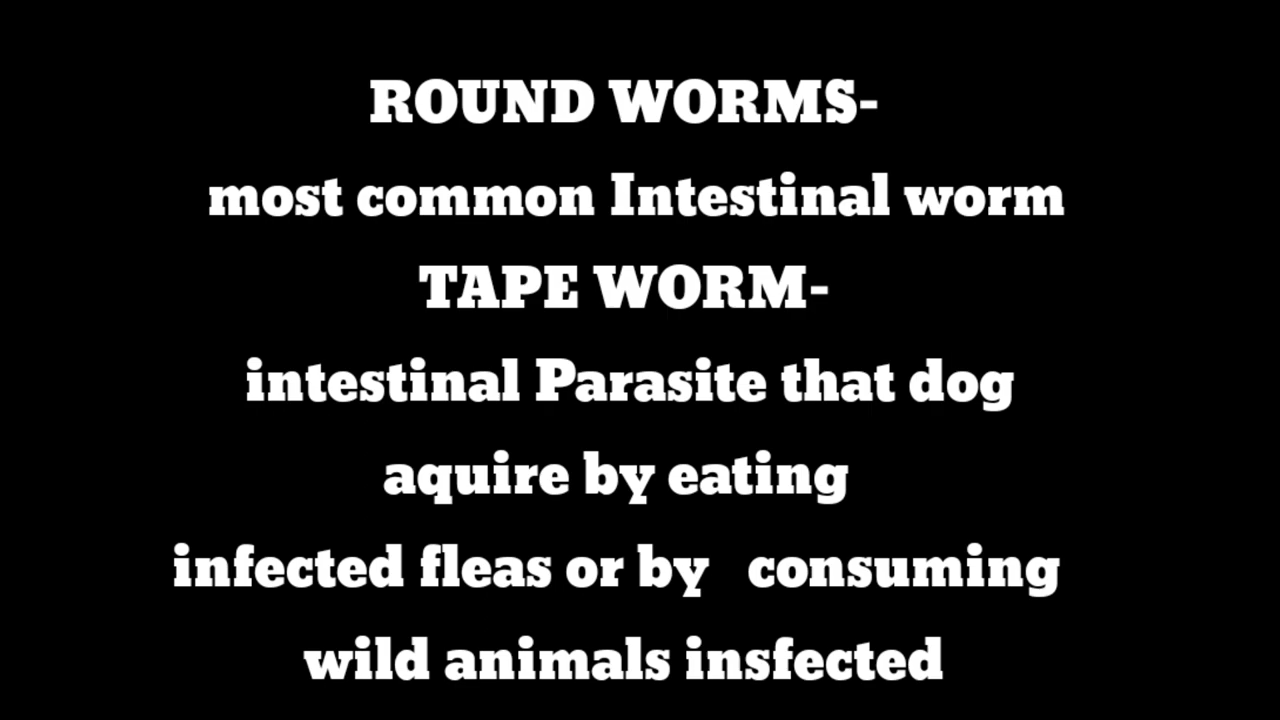 ROUND WORMS-
most common Intestinal worm
TAPE WORM-
intestinal Parasite that dog
aquire by eating
infected fleas or by consuming
wild animals insfected